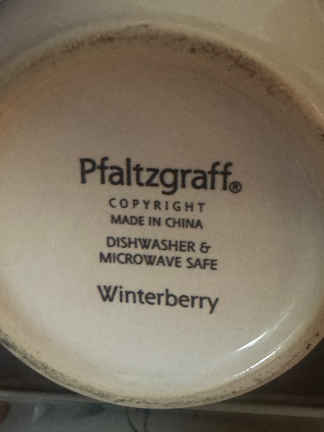 Pfaltzgraff®
COPYRIGHT
MADE IN CHINA
DISHWASHER &
MICROWAVE SAFE
Winterberry